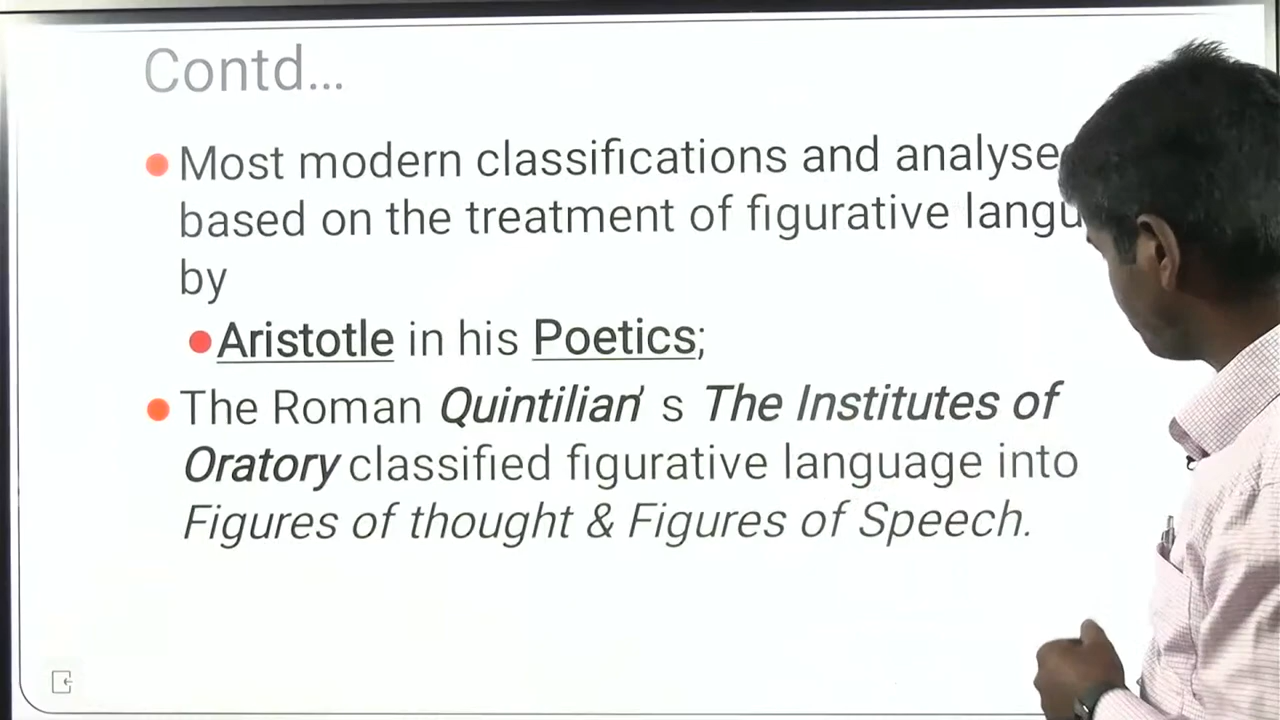 Contd...
Most modern classifications and analyse
based on the treatment of figurative langu
by
Aristotle in his Poetics;
The Roman Quintilian' s The Institutes of
Oratory classified figurative language into
Figures of thought & Figures of Speech.